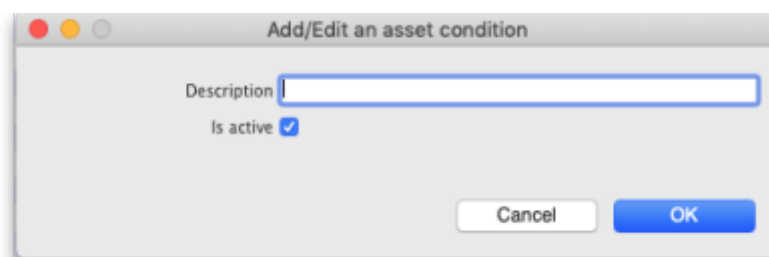 Add/Edit an asset condition
Description
Is active
Cancel
OK